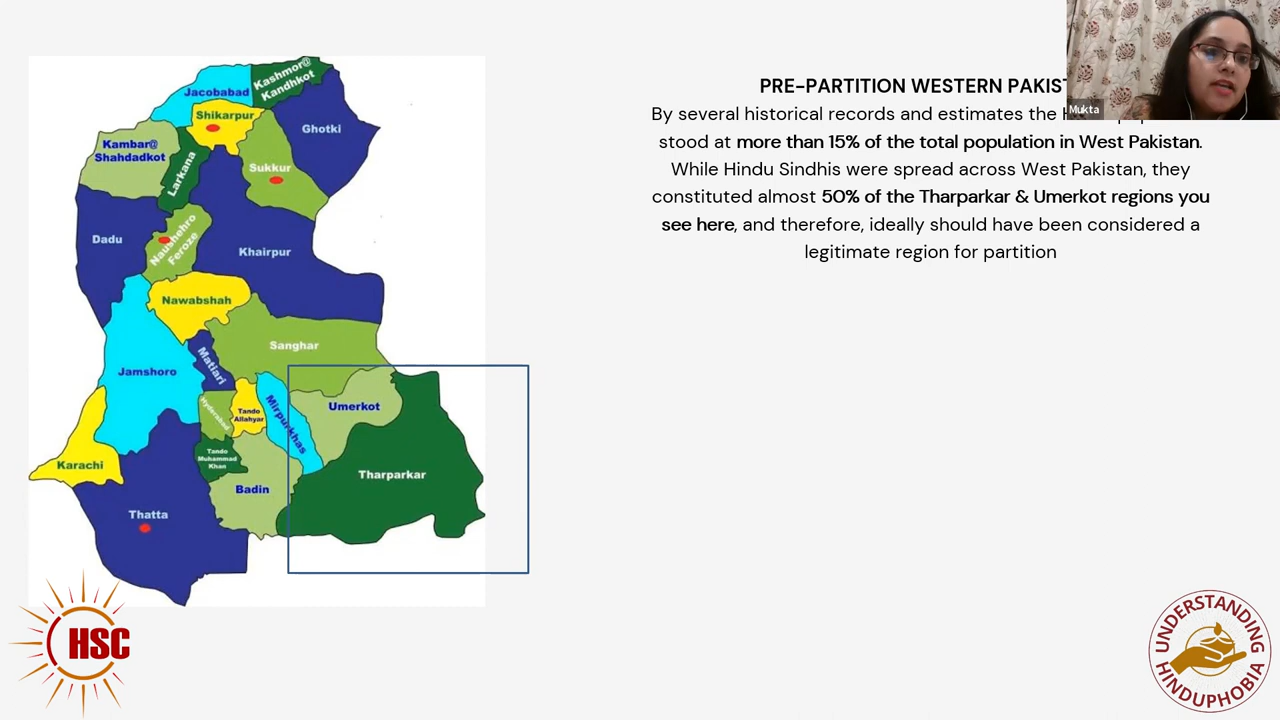 Kashmor@
Kandhkot
Jacobabad
Shikarpur
Ghotki
Kambar@
Shahdadkot
Larkana
Sukkur
Dadu
Naushehro
Feroze
Khairpur
Nawabshah
Sanghar
Matiari
Jamshoro
Hyderabad
Tando
Allahyar
Mirpurkhas
Umerkot
Karachi
Tando
Muhammad
Khan
Badin
Tharparkar
Thatta
HSC
PRE-PARTITION WESTERN
By several historical records and estimates the
stood at more than 15% of the total population in West Pakistan.
While Hindu Sindhis were spread across West Pakistan, they
constituted almost 50% of the Tharparkar & Umerkot regions you
see here, and therefore, ideally should have been considered a
legitimate region for partition
Mukta
UNDERSTANDING
HINDUPHOBIA